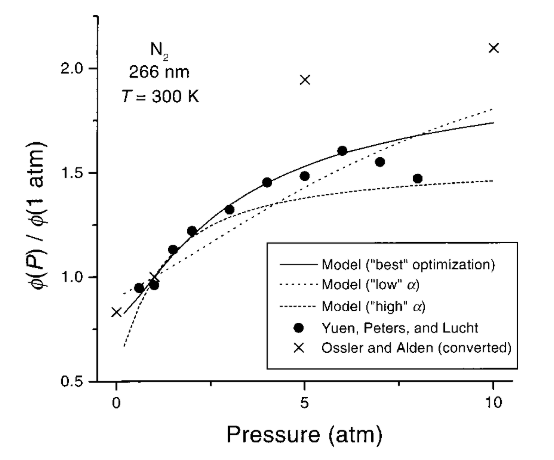 N₂
266 nm
T = 300 K
2.0
1.5
1.0
0.5
ϕ(P) / ϕ(1 atm)
Model ("best" optimization)
Model ("low" α)
Model ("high" α)
Yuen, Peters, and Lucht
Ossler and Alden (converted)
0
5
10
Pressure (atm)